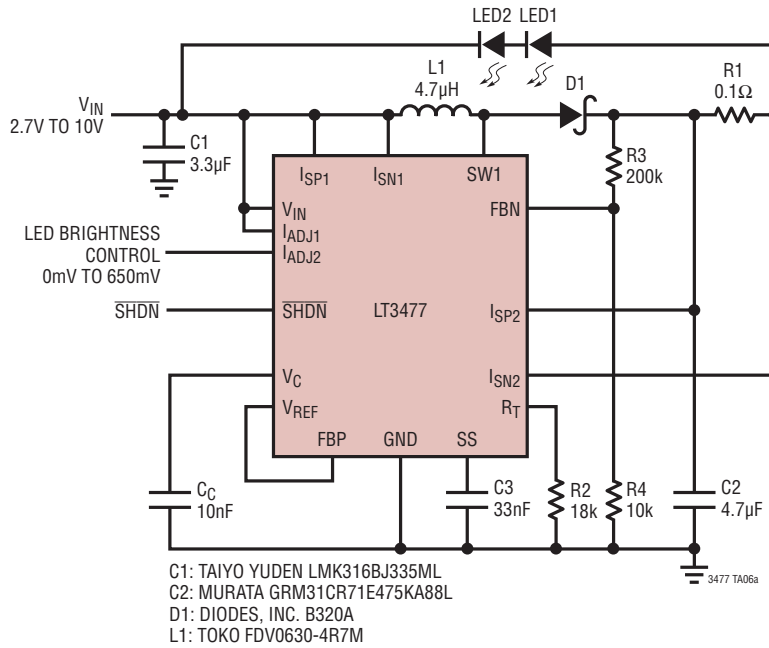 LED2 LED1
L1
4.7µH
D1
R1
0.1Ω
VIN
2.7V TO 10V
C1
3.3µF
R3
200k
ISP1 ISN1 SW1
VIN
FBN
IADJ1
IADJ2
LED BRIGHTNESS
CONTROL
0mV TO 650mV
SHDN
SHDN
LT3477
ISP2
VC
ISN2
VREF
RT
FBP GND SS
CC
10nF
C3
33nF
R2
18k
R4
10k
C2
4.7µF
3477 TA06a
C1: TAIYO YUDEN LMK316BJ335ML
C2: MURATA GRM31CR71E475KA88L
D1: DIODES, INC. B320A
L1: TOKO FDV0630-4R7M